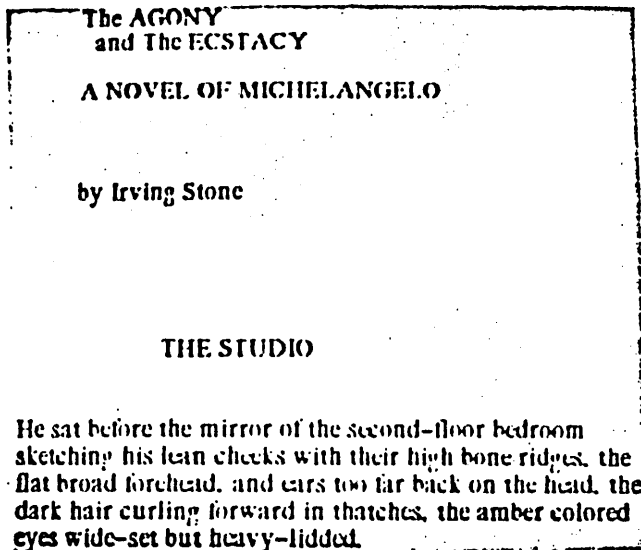 The AGONY
and The ECSTACY
A NOVEL OF MICHELANGELO
by Irving Stone
THE STUDIO
He sat before the mirror of the second-floor bedroom
sketching his lean cheeks with their high bone ridges, the
flat broad forehead, and ears too far back on the head, the
dark hair curling forward in thatches, the amber colored
eyes wide-set but heavy-lidded.